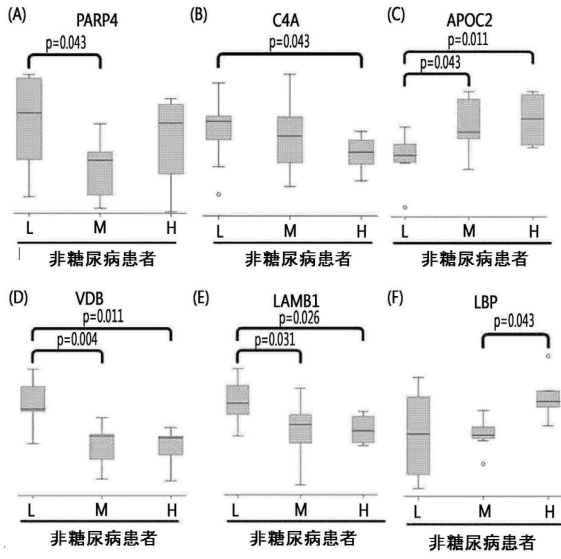 (A) PARP4
p=0.043
L M H
非糖尿病患者
(B) C4A
p=0.043
L M H
非糖尿病患者
(C) APOC2
p=0.011
p=0.043
L M H
非糖尿病患者
(D) VDB
p=0.011
p=0.004
L M H
非糖尿病患者
(E) LAMB1
p=0.026
p=0.031
L M H
非糖尿病患者
(F) LBP
p=0.043
L M H
非糖尿病患者